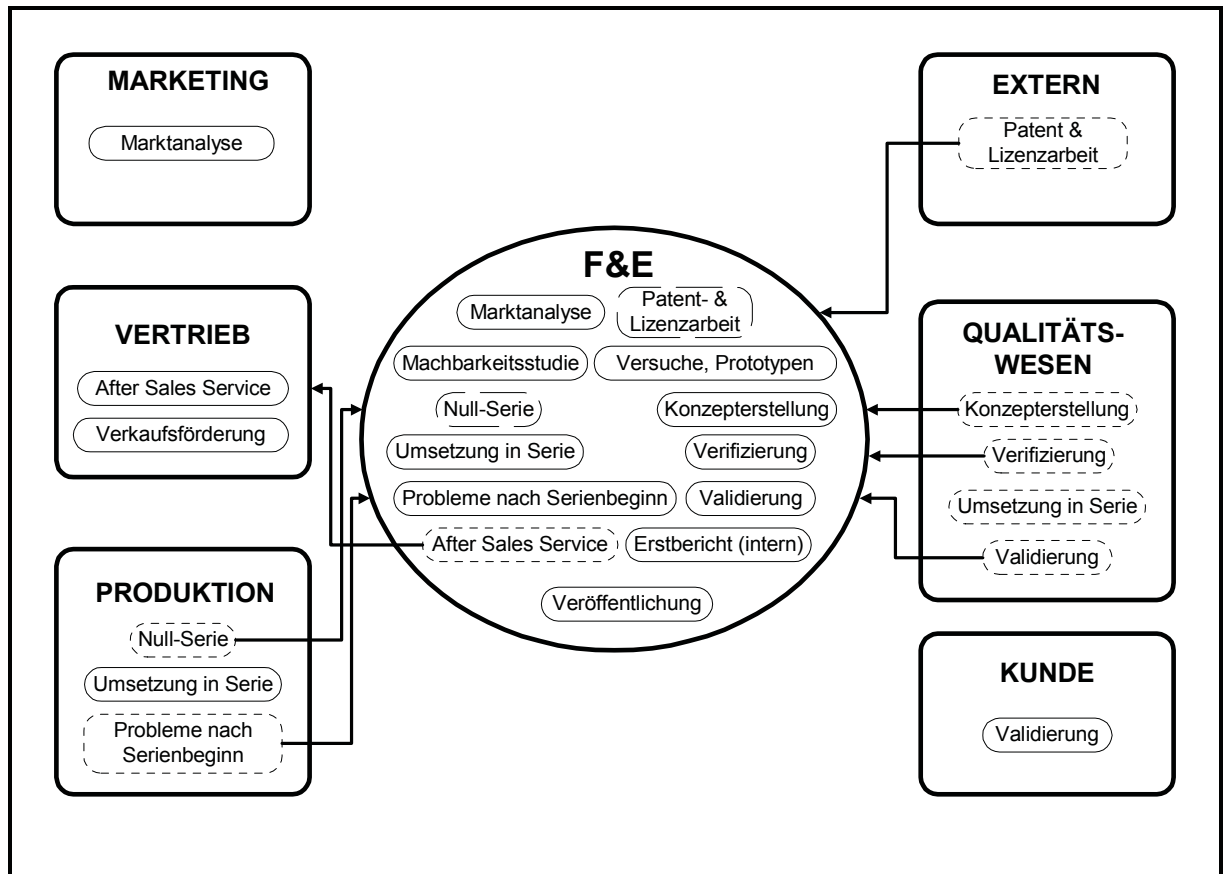 MARKETING
Marktanalyse
VERTRIEB
After Sales Service
Verkaufsförderung
PRODUKTION
Null-Serie
Umsetzung in Serie
Probleme nach
Serienbeginn
F&E
Marktanalyse
Patent- &
Lizenzarbeit
Machbarkeitsstudie
Versuche, Prototypen
Null-Serie
Konzepterstellung
Umsetzung in Serie
Verifizierung
Probleme nach Serienbeginn
Validierung
After Sales Service
Erstbericht (intern)
Veröffentlichung
EXTERN
Patent &
Lizenzarbeit
QUALITÄTS-
WESEN
Konzepterstellung
Verifizierung
Umsetzung in Serie
Validierung
KUNDE
Validierung